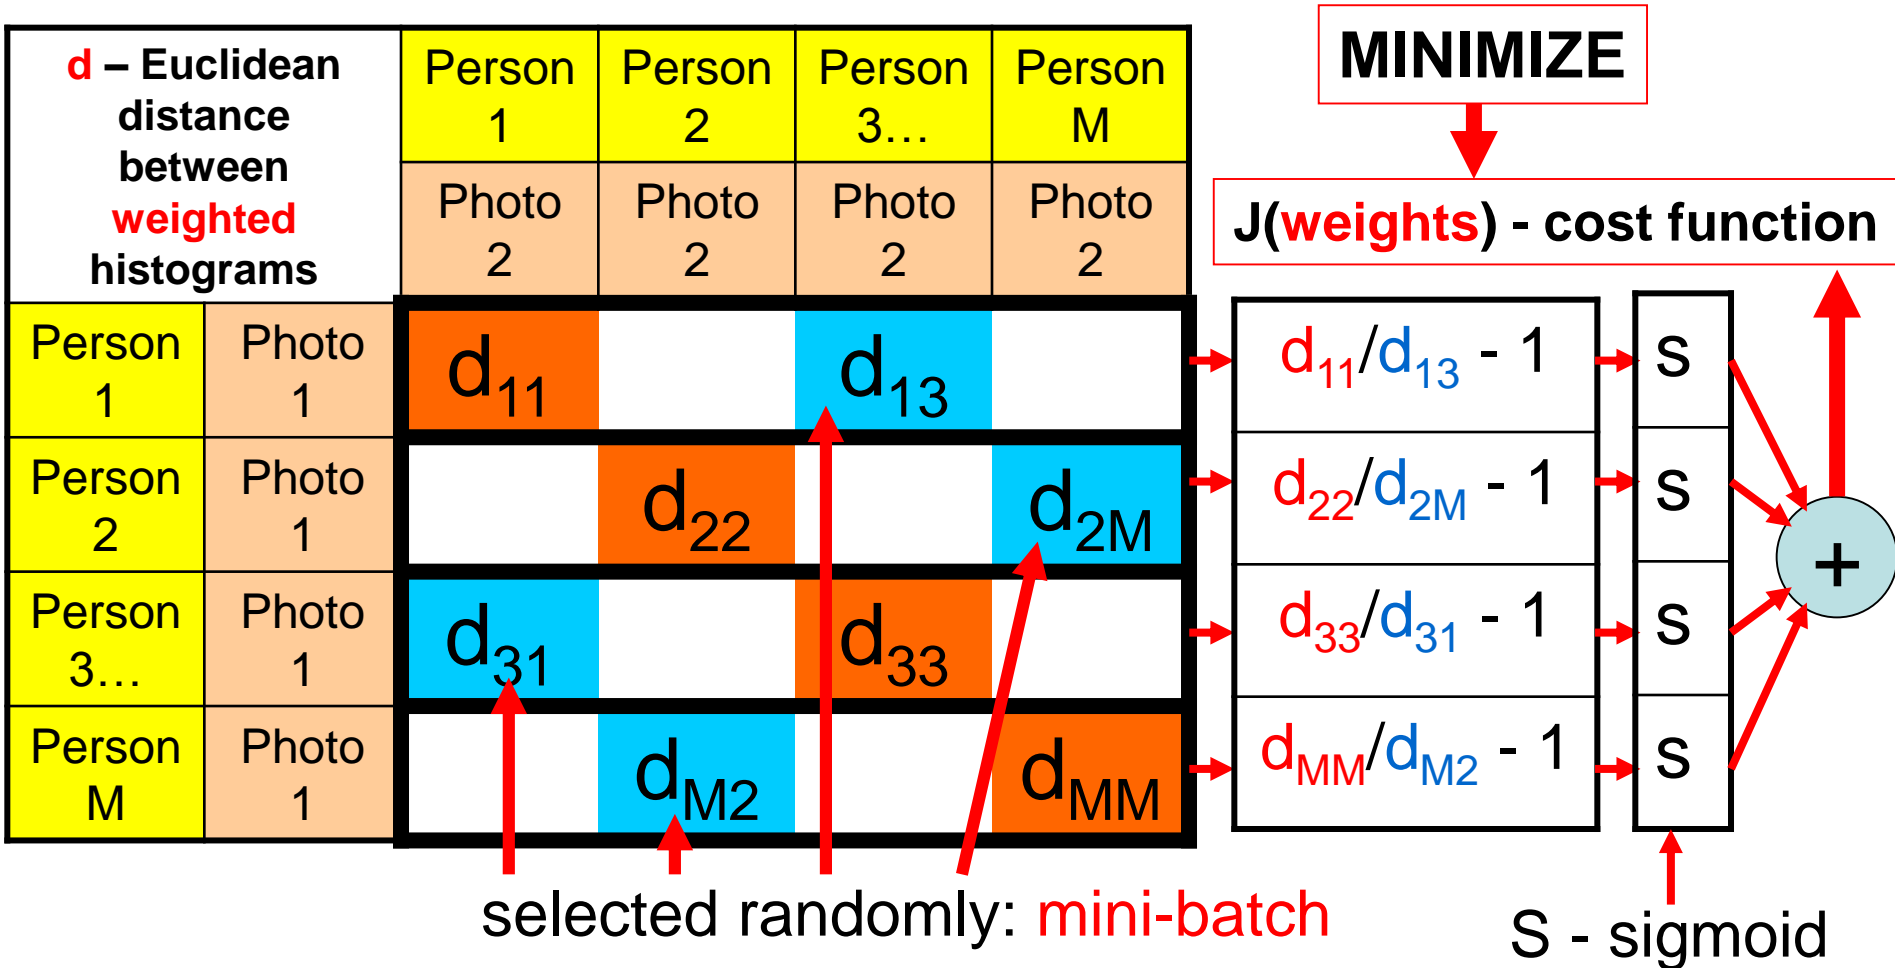 d – Euclidean
distance
between
weighted
histograms
Person
1
Person
2
Person
3...
Person
M
Photo
2
Photo
2
Photo
2
Photo
2
MINIMIZE
J(weights) - cost function
Person
1
Photo
1
d11
d13
d11/d13 - 1
S
Person
2
Photo
1
d22
d2M
d22/d2M - 1
S
+
Person
3...
Photo
1
d31
d33
d33/d31 - 1
S
Person
M
Photo
1
dM2
dMM
dMM/dM2 - 1
S
selected randomly: mini-batch
S - sigmoid